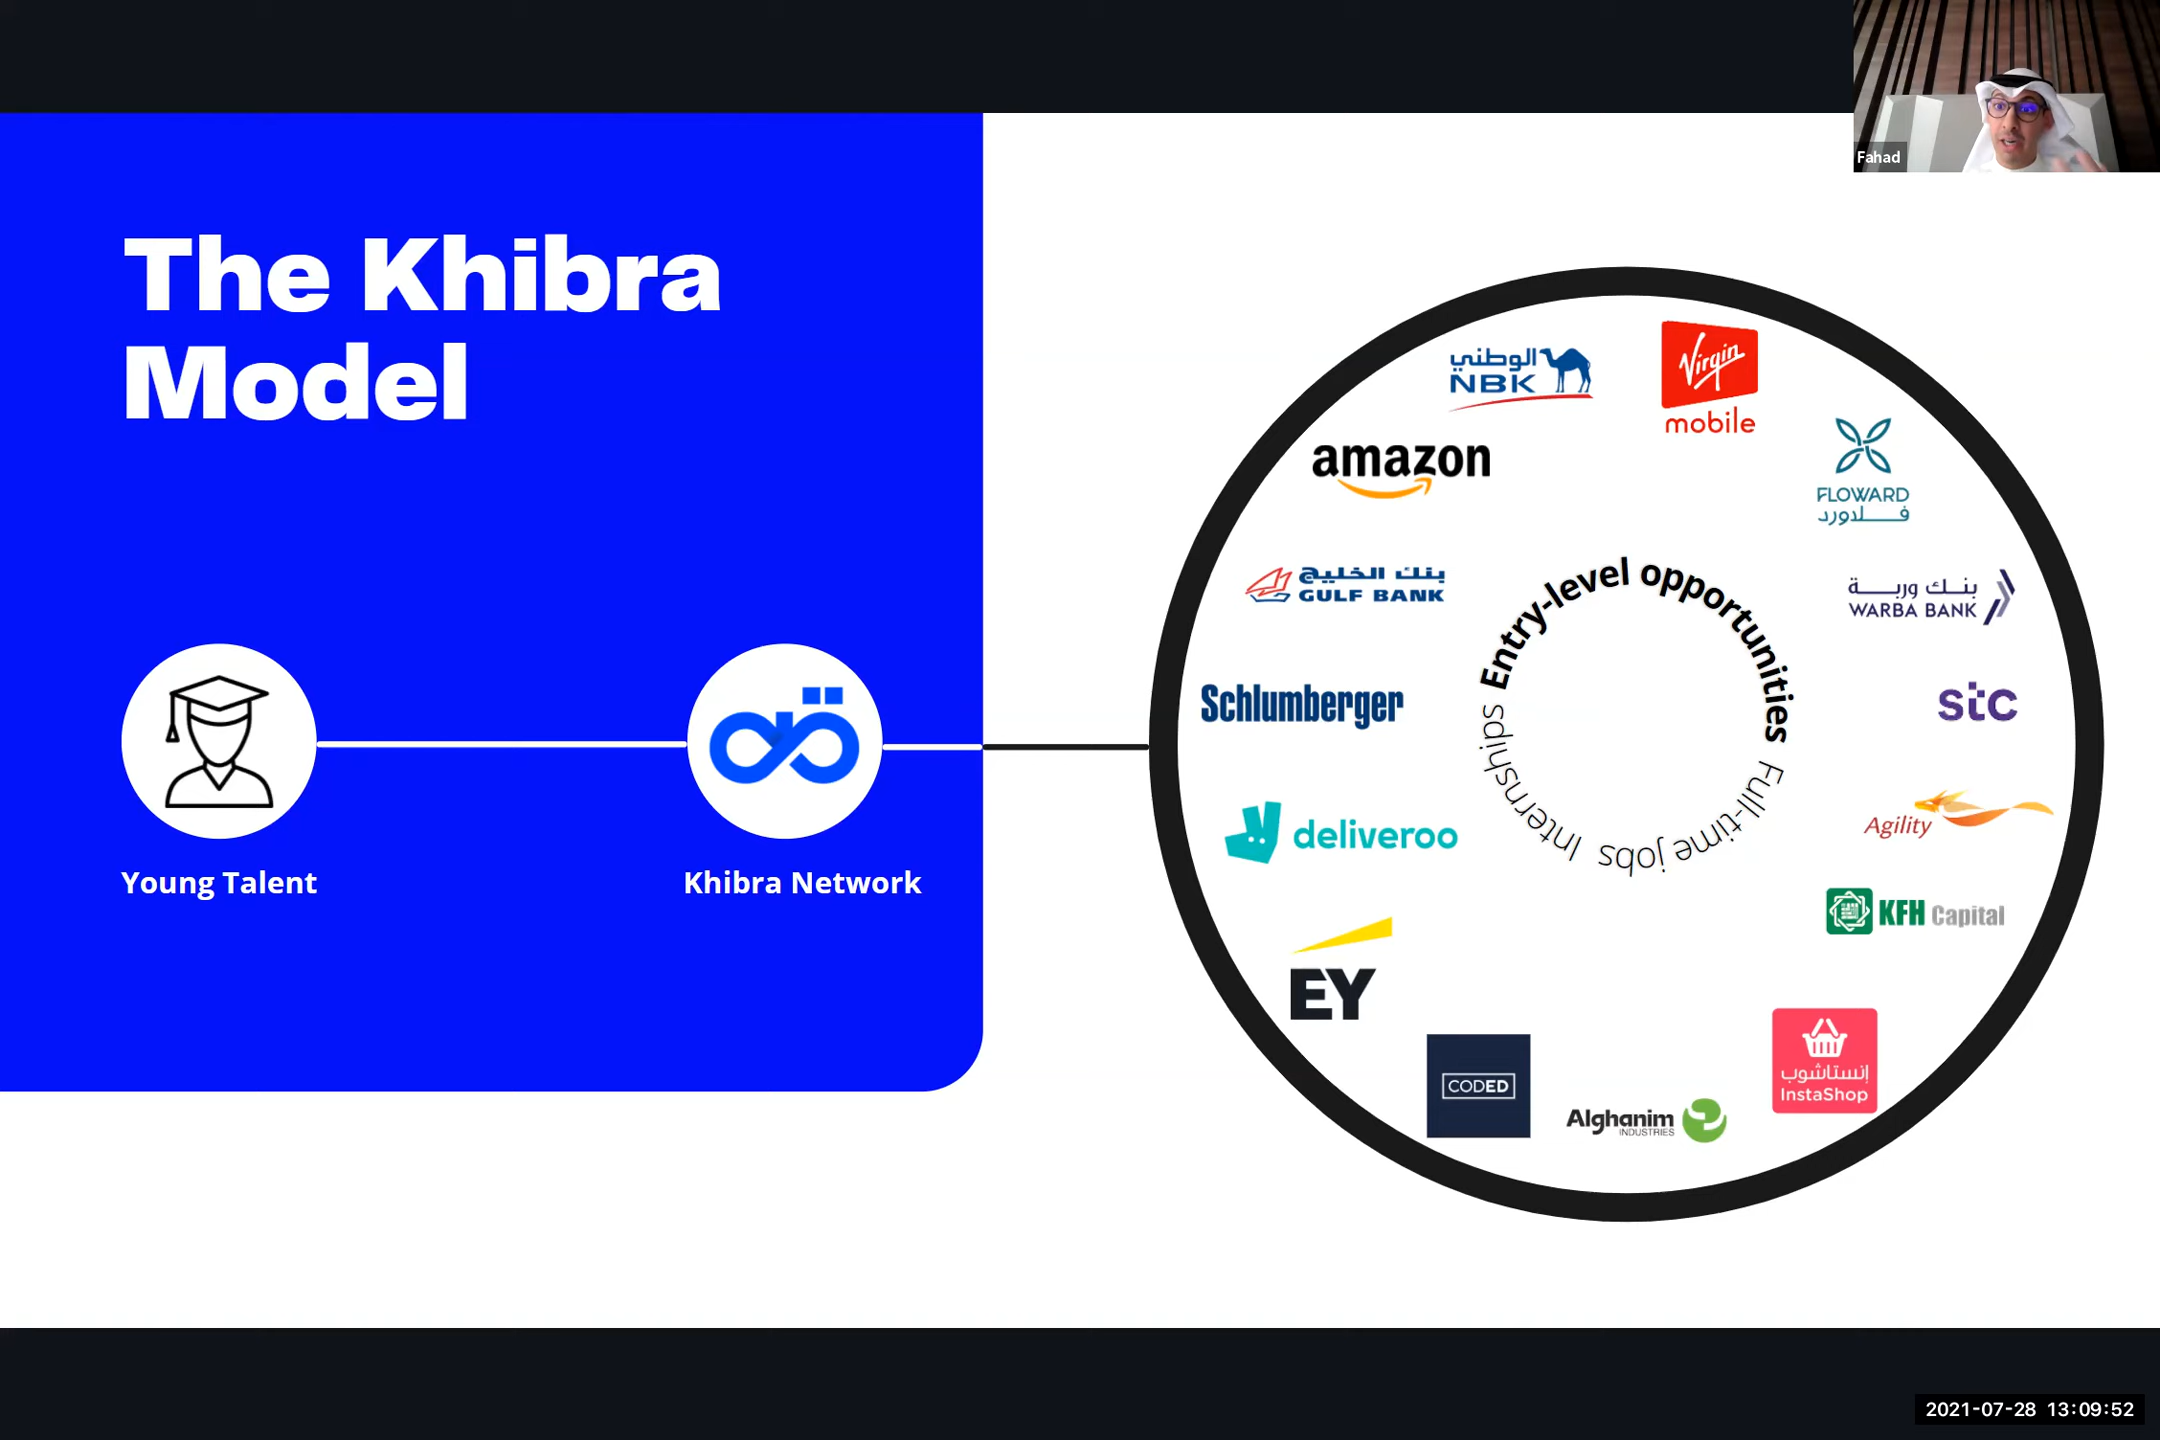 Fahad
The Khibra
Model
Young Talent
Khibra Network
الوطني
NBK
Virgin
mobile
amazon
FLOWARD
فلاورد
بنك الخليج
GULF BANK
بنك وربة
WARBA BANK
Entry-level opportunities
Full-time jobs
Internships
Schlumberger
stc
deliveroo
Agility
KFH Capital
EY
CODED
Alghanim
INDUSTRIES
إنستاشوب
InstaShop
2021-07-28 13:09:52